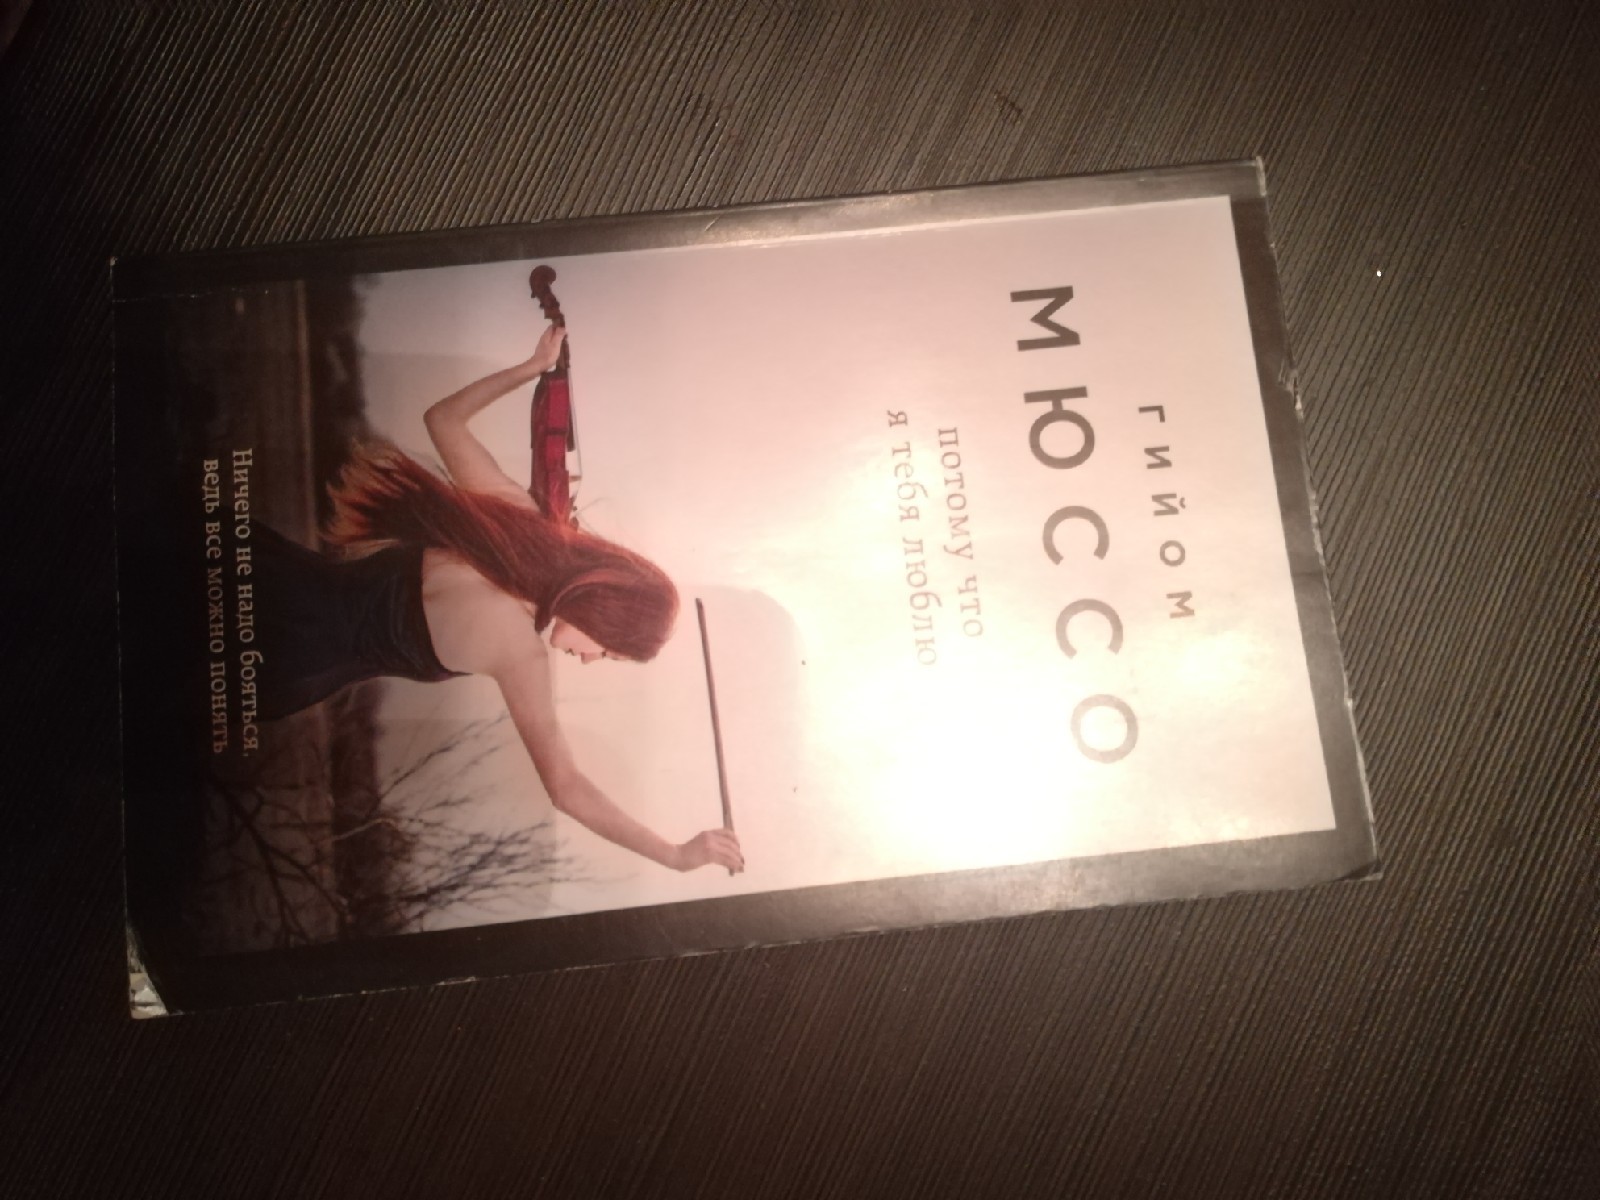 гийом
МЮССО
потому что
я тебя люблю
Ничего не надо бояться,
ведь все можно понять